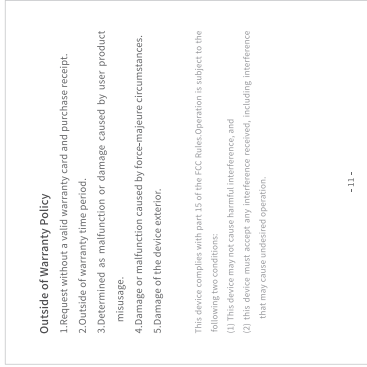 Outside of Warranty Policy
1.Request without a valid warranty card and purchase receipt.
2.Outside of warranty time period.
3.Determined as malfunction or damage caused by user product
misusage.
4.Damage or malfunction caused by force-majeure circumstances.
5.Damage of the device exterior.
This device complies with part 15 of the FCC Rules.Operation is subject to the
following two conditions:
(1) This device may not cause harmful interference, and
(2) this device must accept any interference received, including interference
that may cause undesired operation.
- 11 -